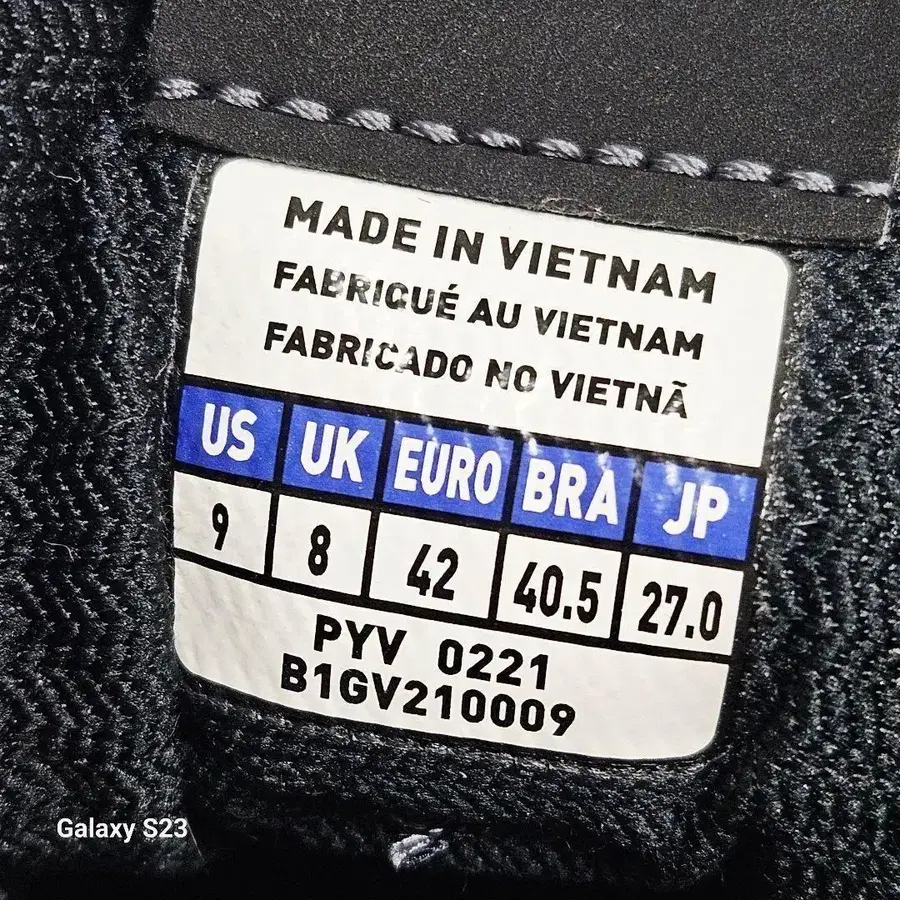 MADE IN VIETNAM
FABRIQUÉ AU VIETNAM
FABRICADO NO VIETNÃ
US UK EURO BRA JP
9 8 42 40.5 27.0
PYV 0221
B1GV210009
Galaxy S23